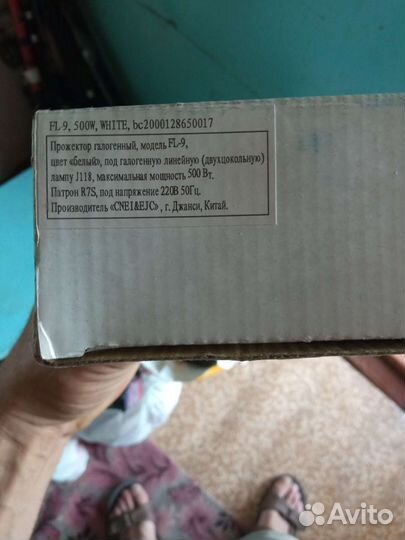 FL-9, 500W, WHITE, bc2000128650017
Прожектор галогенный, модель FL-9,
цвет «белый», под галогенную линейную (двухцокольную)
лампу J118, максимальная мощность 500 Вт.
Патрон R7S, под напряжение 220В 50Гц.
Производитель «CNEI&EJC» , г. Джанси, Китай.
Avito